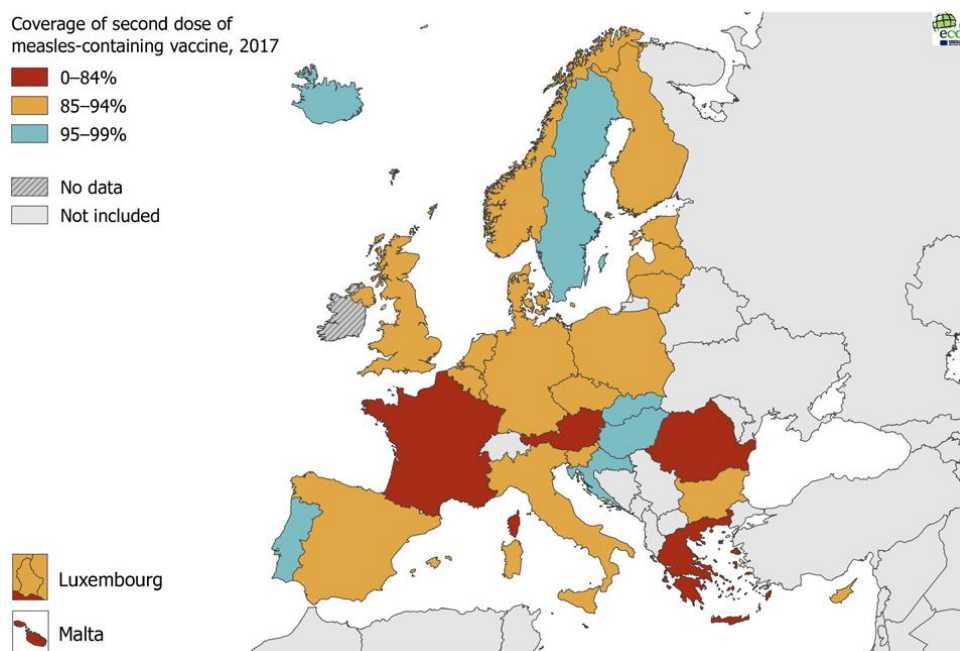 Coverage of second dose of
measles-containing vaccine, 2017
0–84%
85–94%
95–99%
No data
Not included
Luxembourg
Malta